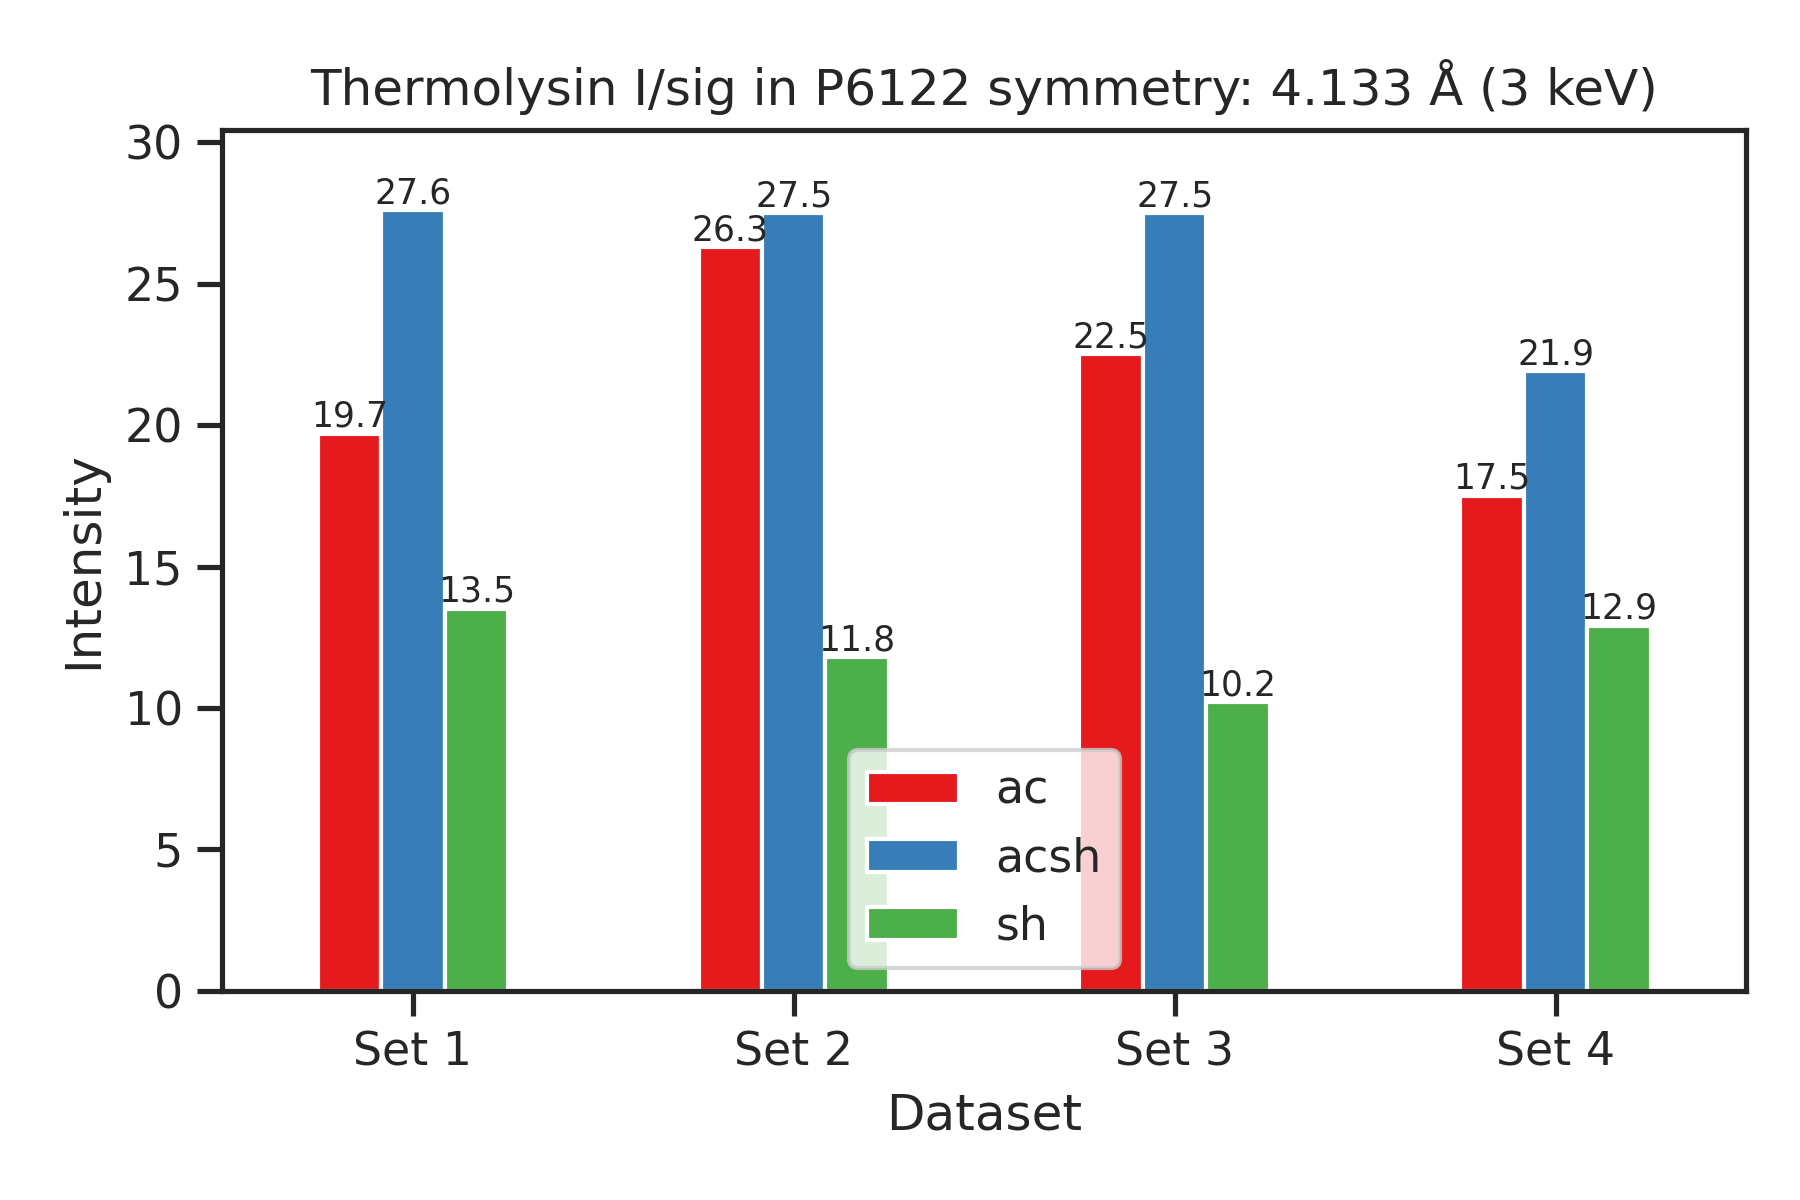 Thermolysin I/sig in P6122 symmetry: 4.133 Å (3 keV)
30
25
20
15
10
5
0
Intensity
19.7
27.6
13.5
26.3
27.5
11.8
22.5
27.5
10.2
17.5
21.9
12.9
ac
acsh
sh
Set 1
Set 2
Set 3
Set 4
Dataset